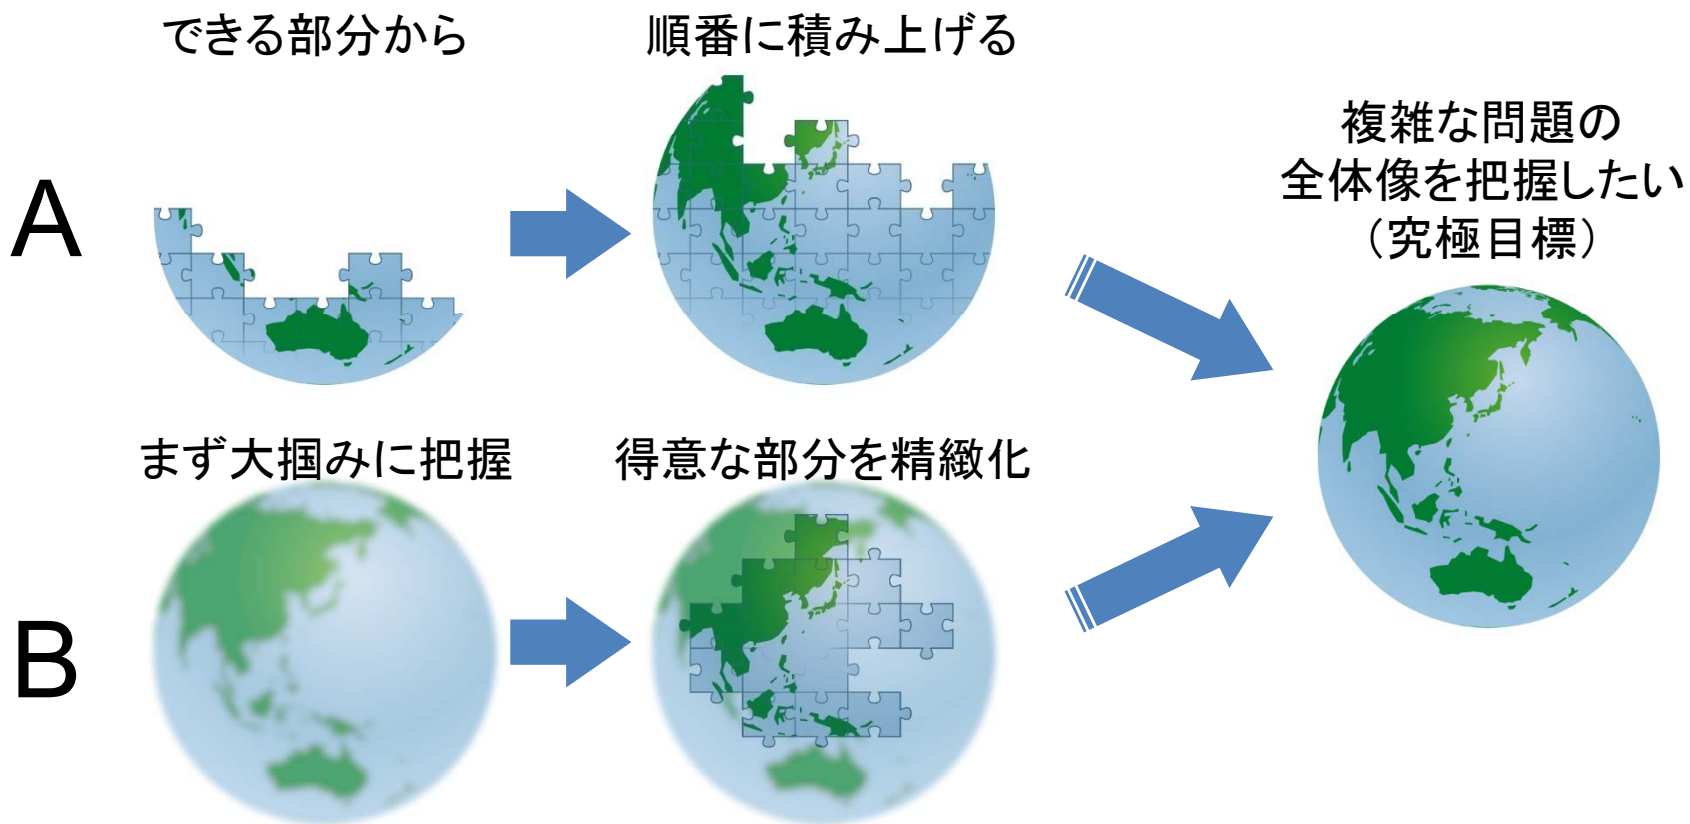 できる部分から
順番に積み上げる
A
複雑な問題の
全体像を把握したい
（究極目標）
まず大掴みに把握
得意な部分を精緻化
B